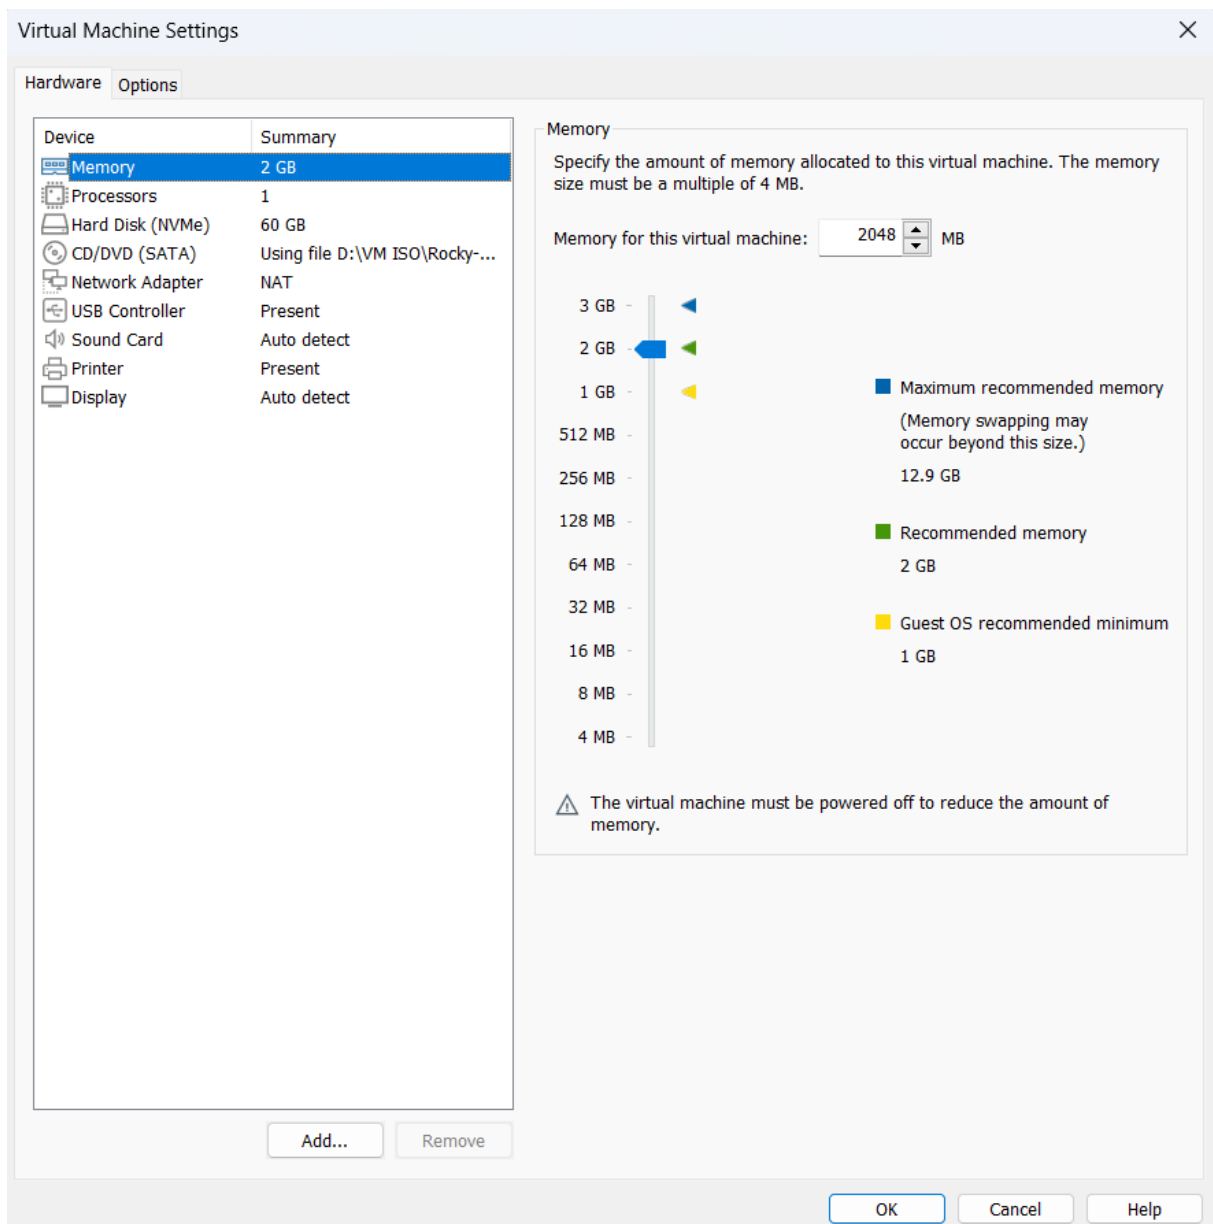 Virtual Machine Settings
Hardware Options
Device Summary
Memory 2 GB
Processors 1
Hard Disk (NVMe) 60 GB
CD/DVD (SATA) Using file D:\VM ISO\Rocky-...
Network Adapter NAT
USB Controller Present
Sound Card Auto detect
Printer Present
Display Auto detect
Add... Remove
Memory
Specify the amount of memory allocated to this virtual machine. The memory
size must be a multiple of 4 MB.
Memory for this virtual machine: 2048 MB
3 GB
2 GB
1 GB
512 MB
256 MB
128 MB
64 MB
32 MB
16 MB
8 MB
4 MB
Maximum recommended memory
(Memory swapping may
occur beyond this size.)
12.9 GB
Recommended memory
2 GB
Guest OS recommended minimum
1 GB
The virtual machine must be powered off to reduce the amount of
memory.
OK Cancel Help